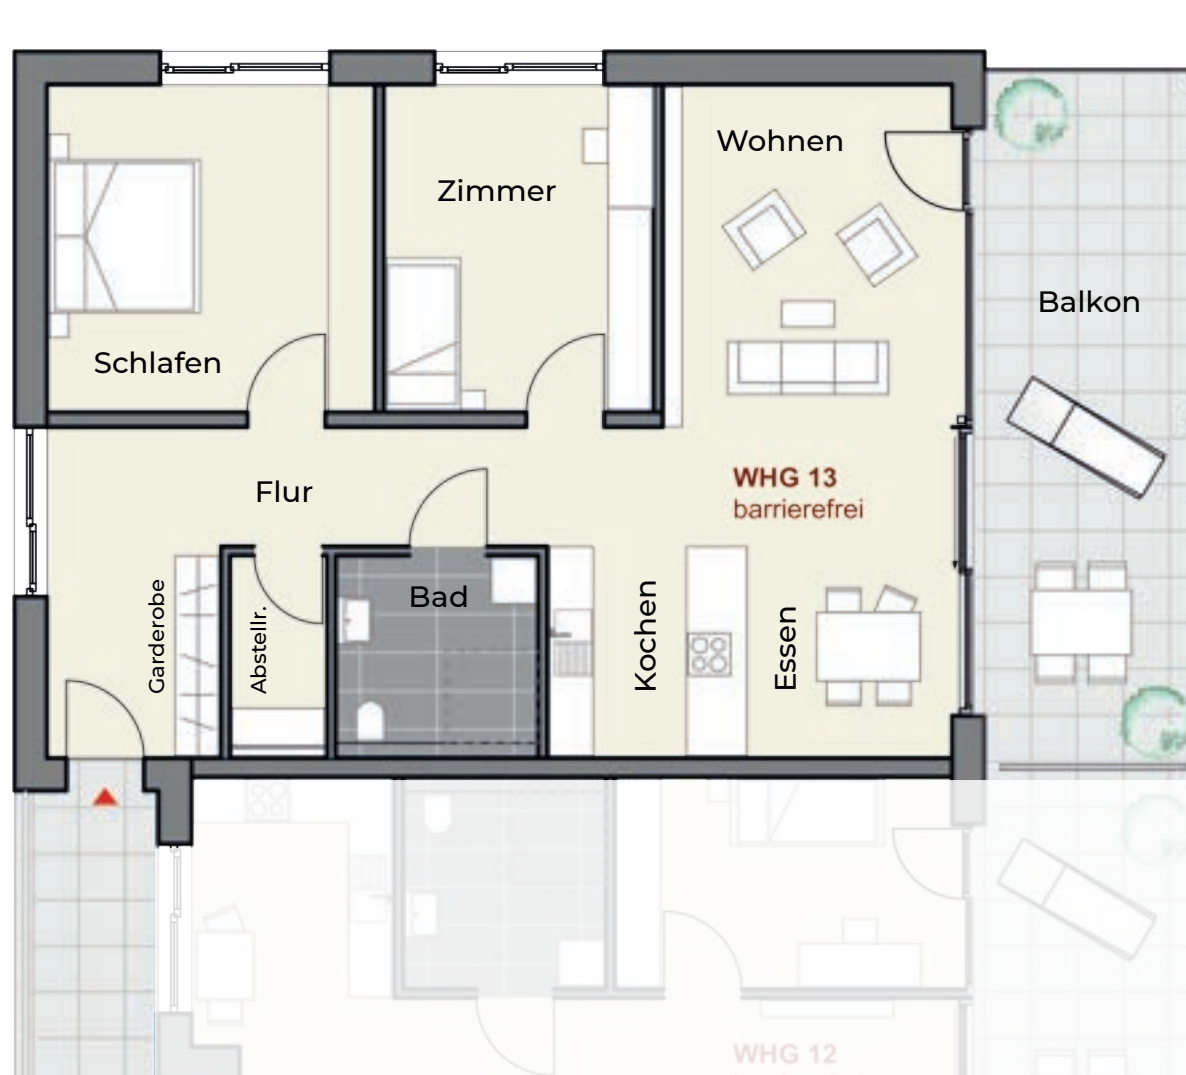 Wohnen
Zimmer
Balkon
Schlafen
WHG 13
barrierefrei
Flur
Garderobe
Abstellr.
Bad
Kochen
Essen
WHG 12